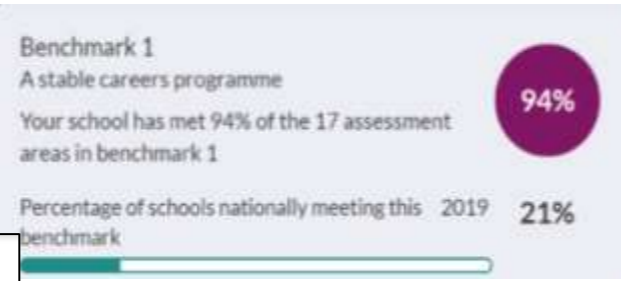 Benchmark 1
A stable careers programme
94%
Your school has met 94% of the 17 assessment
areas in benchmark 1
Percentage of schools nationally meeting this 2019 21%
benchmark